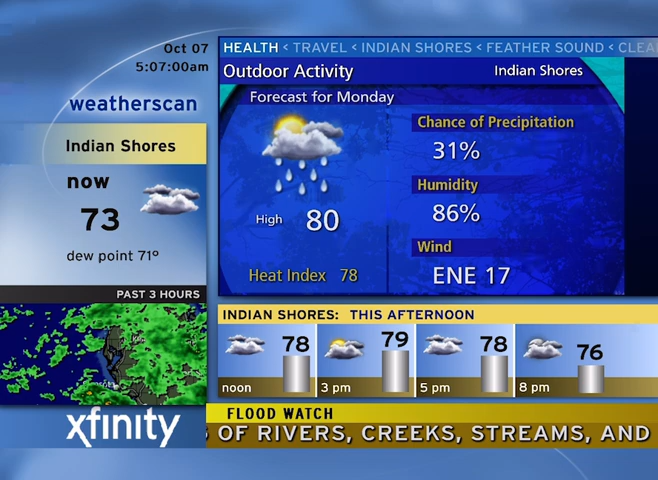 Oct 07
5:07:00am
HEALTH < TRAVEL < INDIAN SHORES < FEATHER SOUND <
weatherscan
Outdoor Activity
Indian Shores
Forecast for Monday
Indian Shores
now
73
dew point 71°
Chance of Precipitation
31%
Humidity
86%
High 80
Wind
Heat Index 78
ENE 17
PAST 3 HOURS
INDIAN SHORES: THIS AFTERNOON
78
79
78
76
noon
3 pm
5 pm
8 pm
xfinity
FLOOD WATCH
OF RIVERS, CREEKS, STREAMS, AND